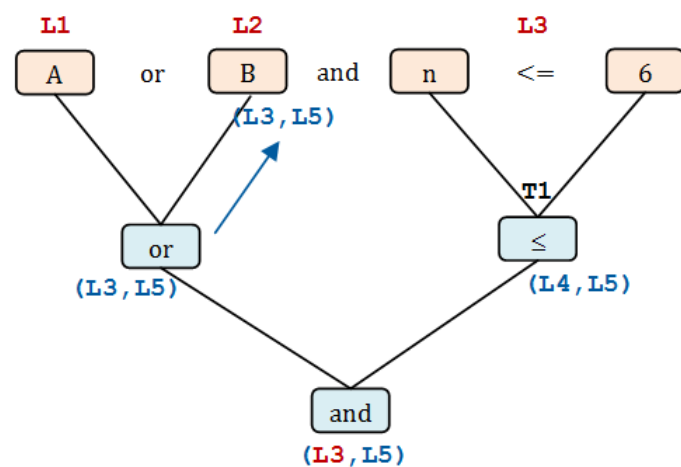 L1 L2 L3
A or B and n <= 6
(L3,L5)
T1
or ≤
(L3,L5) (L4,L5)
and
(L3,L5)